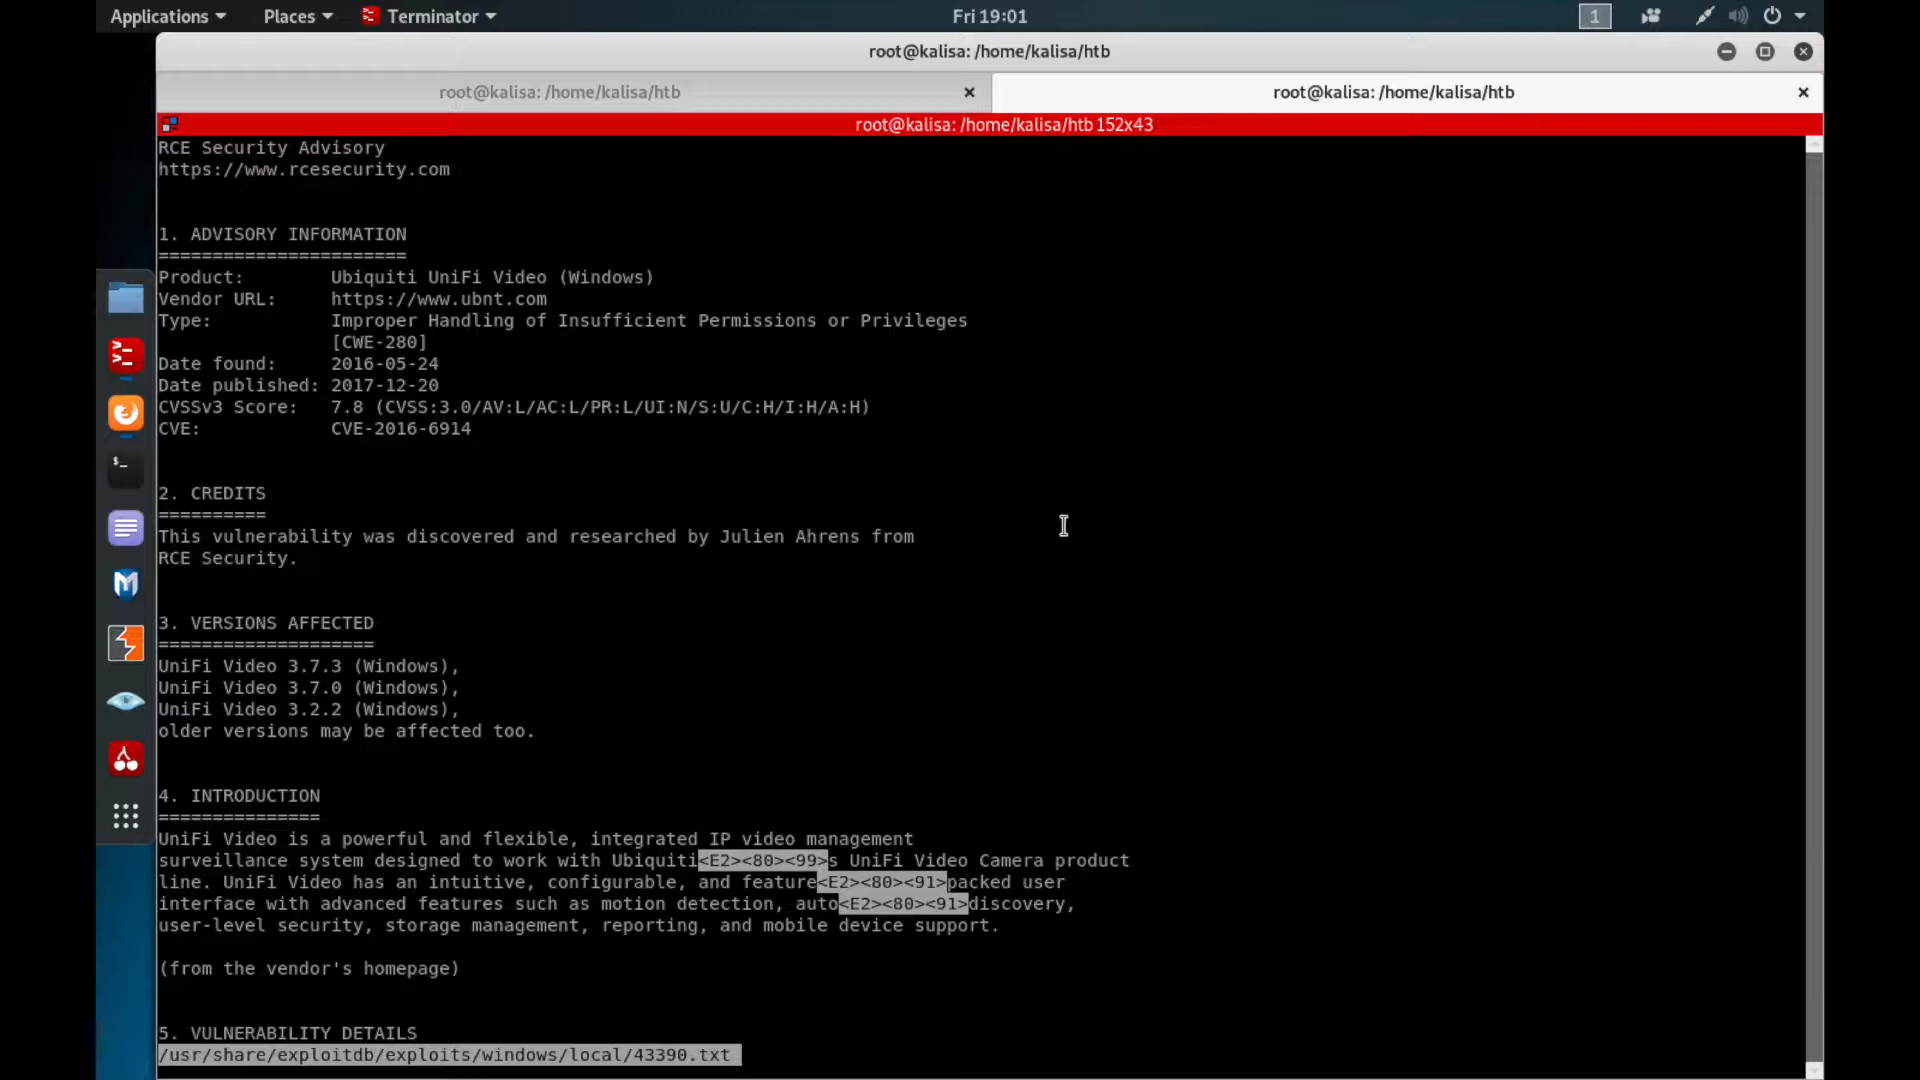 Applications Places Terminator Fri 19:01 1
root@kalisa: /home/kalisa/htb
root@kalisa: /home/kalisa/htb root@kalisa: /home/kalisa/htb
root@kalisa: /home/kalisa/htb 152x43
RCE Security Advisory
https://www.rcesecurity.com
1. ADVISORY INFORMATION
=======================
Product: Ubiquiti UniFi Video (Windows)
Vendor URL: https://www.ubnt.com
Type: Improper Handling of Insufficient Permissions or Privileges
[CWE-280]
Date found: 2016-05-24
Date published: 2017-12-20
CVSSv3 Score: 7.8 (CVSS:3.0/AV:L/AC:L/PR:L/UI:N/S:U/C:H/I:H/A:H)
CVE: CVE-2016-6914
2. CREDITS
==========
This vulnerability was discovered and researched by Julien Ahrens from
RCE Security.
3. VERSIONS AFFECTED
====================
UniFi Video 3.7.3 (Windows),
UniFi Video 3.7.0 (Windows),
UniFi Video 3.2.2 (Windows),
older versions may be affected too.
4. INTRODUCTION
===============
UniFi Video is a powerful and flexible, integrated IP video management
surveillance system designed to work with Ubiquiti<E2><80><99>s UniFi Video Camera product
line. UniFi Video has an intuitive, configurable, and feature<E2><80><91>packed user
interface with advanced features such as motion detection, auto<E2><80><91>discovery,
user-level security, storage management, reporting, and mobile device support.
(from the vendor's homepage)
5. VULNERABILITY DETAILS
/usr/share/exploitdb/exploits/windows/local/43390.txt